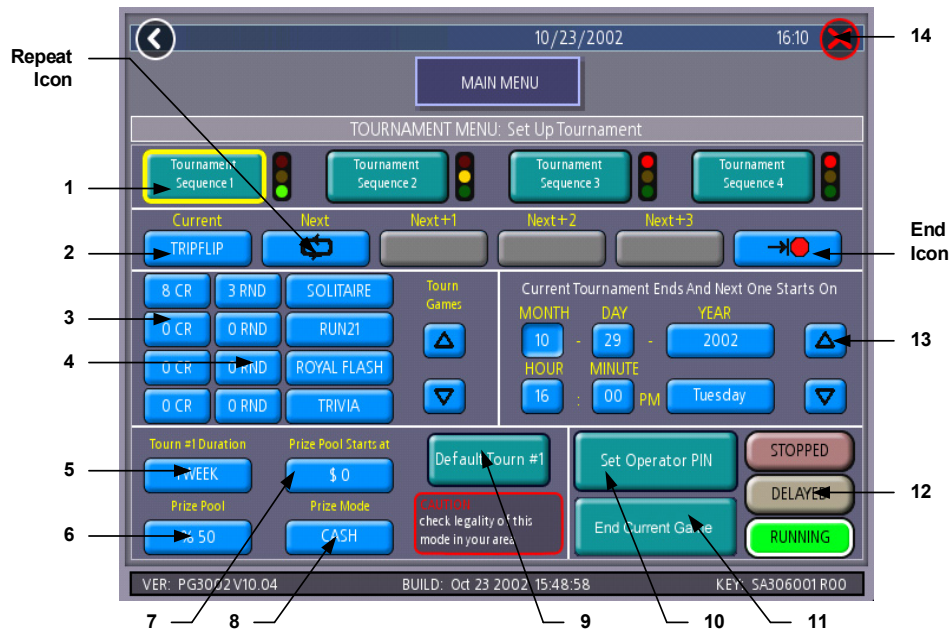 10/23/2002 16:10 14
Repeat
Icon
MAIN MENU
TOURNAMENT MENU: Set Up Tournament
1 Tournament Sequence 1 Tournament Sequence 2 Tournament Sequence 3 Tournament Sequence 4
Current Next Next+1 Next+2 Next+3
End
Icon
2 TRIPFLIP
8 CR 3 RND SOLITAIRE
Tourn
Games
3 0 CR 0 RND RUN21
4 0 CR 0 RND ROYAL FLASH
0 CR 0 RND TRIVIA
Current Tournament Ends And Next One Starts On
MONTH DAY YEAR
10 - 29 - 2002 13
HOUR MINUTE
16 : 00 PM Tuesday
Tourn #1 Duration Prize Pool Starts at
5 1 WEEK $ 0
Prize Pool Prize Mode
6 % 50 CASH
Default Tourn #1
CAUTION
check legality of this
mode in your area
Set Operator PIN
End Current Game
STOPPED
DELAYED 12
RUNNING
VER: PG3002 V10.04 BUILD: Oct 23 2002 15:48:58 KEY: SA306001 R00
7 8 9 10 11